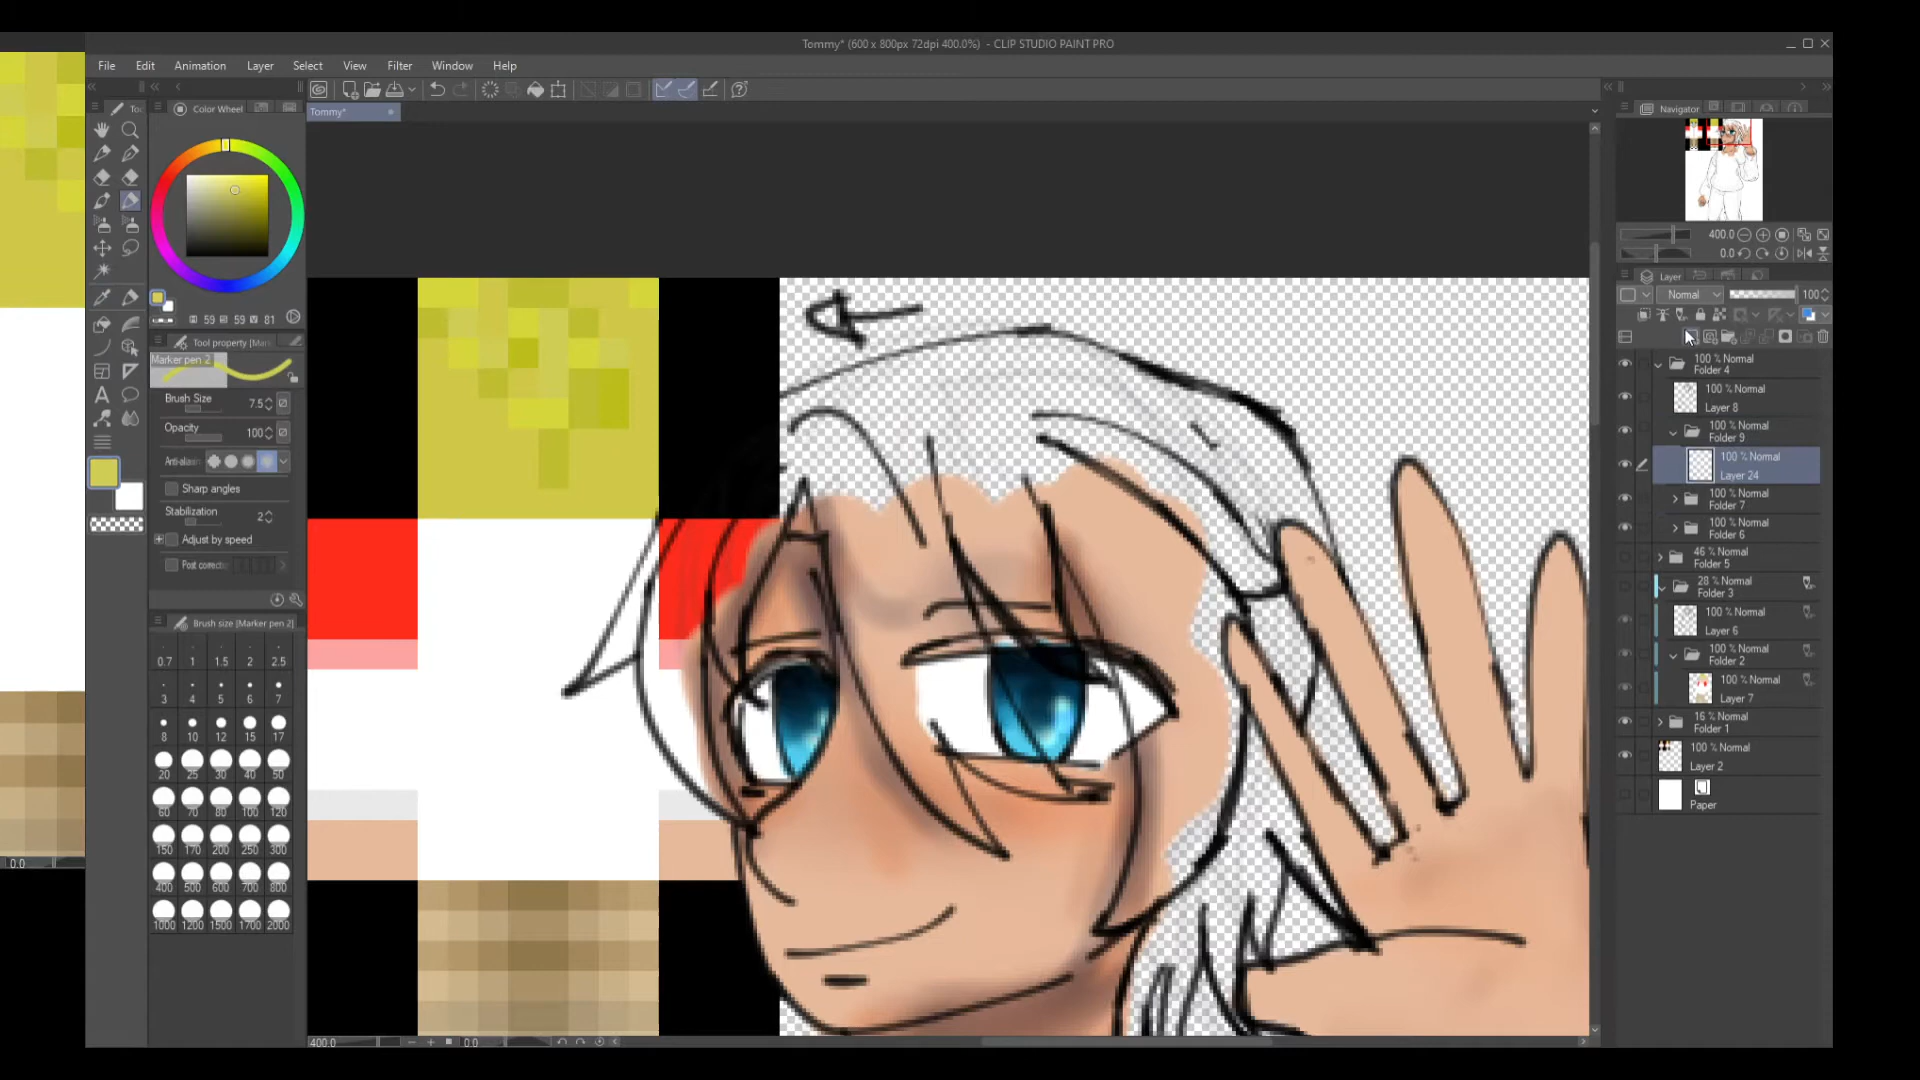 Tommy* (600 x 800px 72dpi 400.0%) - CLIP STUDIO PAINT PRO
File Edit Animation Layer Select View Filter Window Help
Color Wheel
Tommy*
Navigator
59 59 V 81
Tool property [Mar
Marker pen 2
Brush Size 7.5
Opacity 100
Anti-alias
Sharp angles
Stabilization 2
Adjust by speed
Post correctio
Brush size [Marker pen 2]
0.7 1 1.5 2 2.5
3 4 5 6 7
8 10 12 15 17
20 25 30 40 50
60 70 80 100 120
150 170 200 250 300
400 500 600 700 800
1000 1200 1500 1700 2000
0.0
400.0 0.0
400.0
0.0
Layer
Normal 100
100 % Normal
Folder 4
100 % Normal
Layer 8
100 % Normal
Folder 9
100 % Normal
Layer 24
100 % Normal
Folder 7
100 % Normal
Folder 6
46 % Normal
Folder 5
28 % Normal
Folder 3
100 % Normal
Layer 6
100 % Normal
Folder 2
100 % Normal
Layer 7
16 % Normal
Folder 1
100 % Normal
Layer 2
Paper